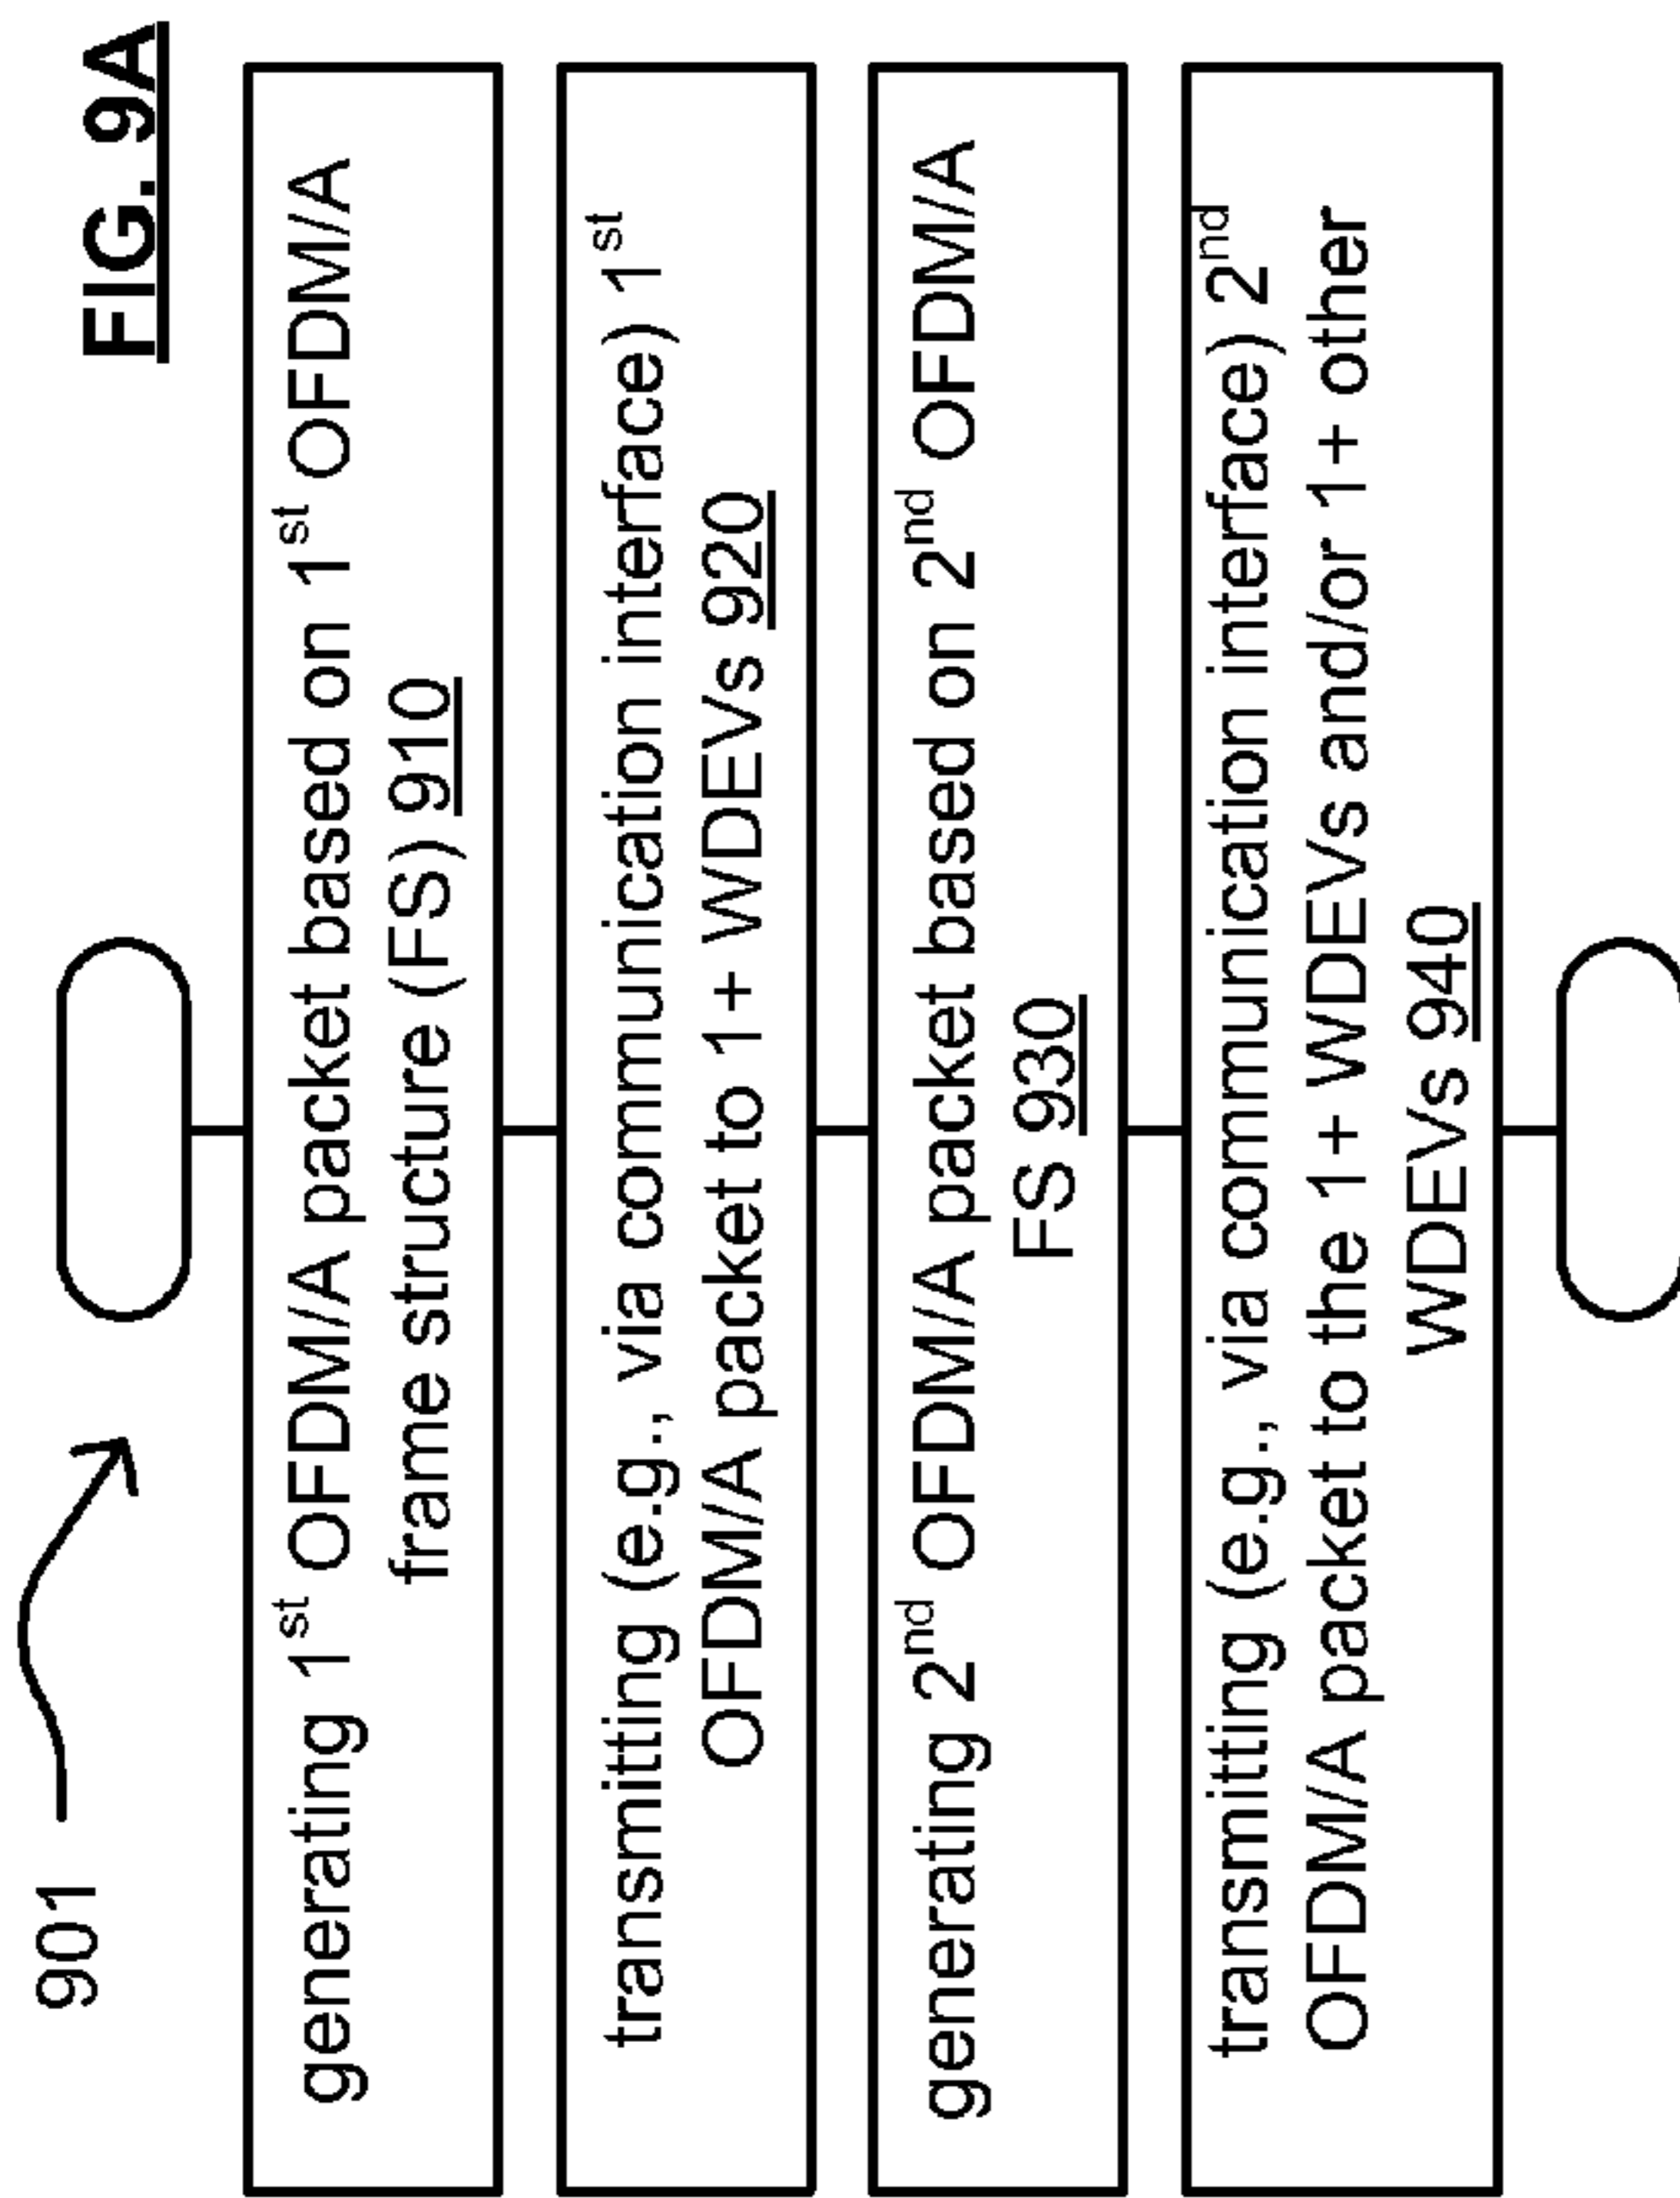 FIG. 9A
901
generating 1st OFDM/A packet based on 1st OFDM/A
frame structure (FS) 910
transmitting (e.g., via communication interface) 1st
OFDM/A packet to 1+ WDEVs 920
generating 2nd OFDM/A packet based on 2nd OFDM/A
FS 930
transmitting (e.g., via communication interface) 2nd
OFDM/A packet to the 1+ WDEVs and/or 1+ other
WDEVs 940